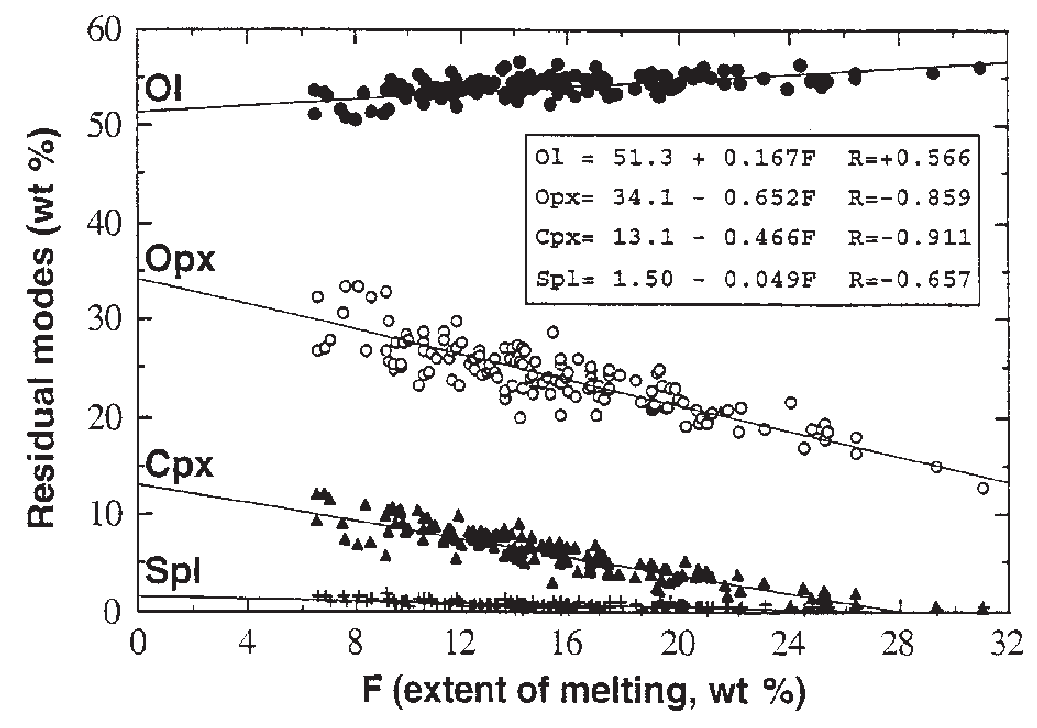 60
50
40
30
20
10
0
Residual modes (wt %)
Ol
Opx
Cpx
Spl
Ol = 51.3 + 0.167F R=+0.566
Opx= 34.1 - 0.652F R=-0.859
Cpx= 13.1 - 0.466F R=-0.911
Spl= 1.50 - 0.049F R=-0.657
0 4 8 12 16 20 24 28 32
F (extent of melting, wt %)